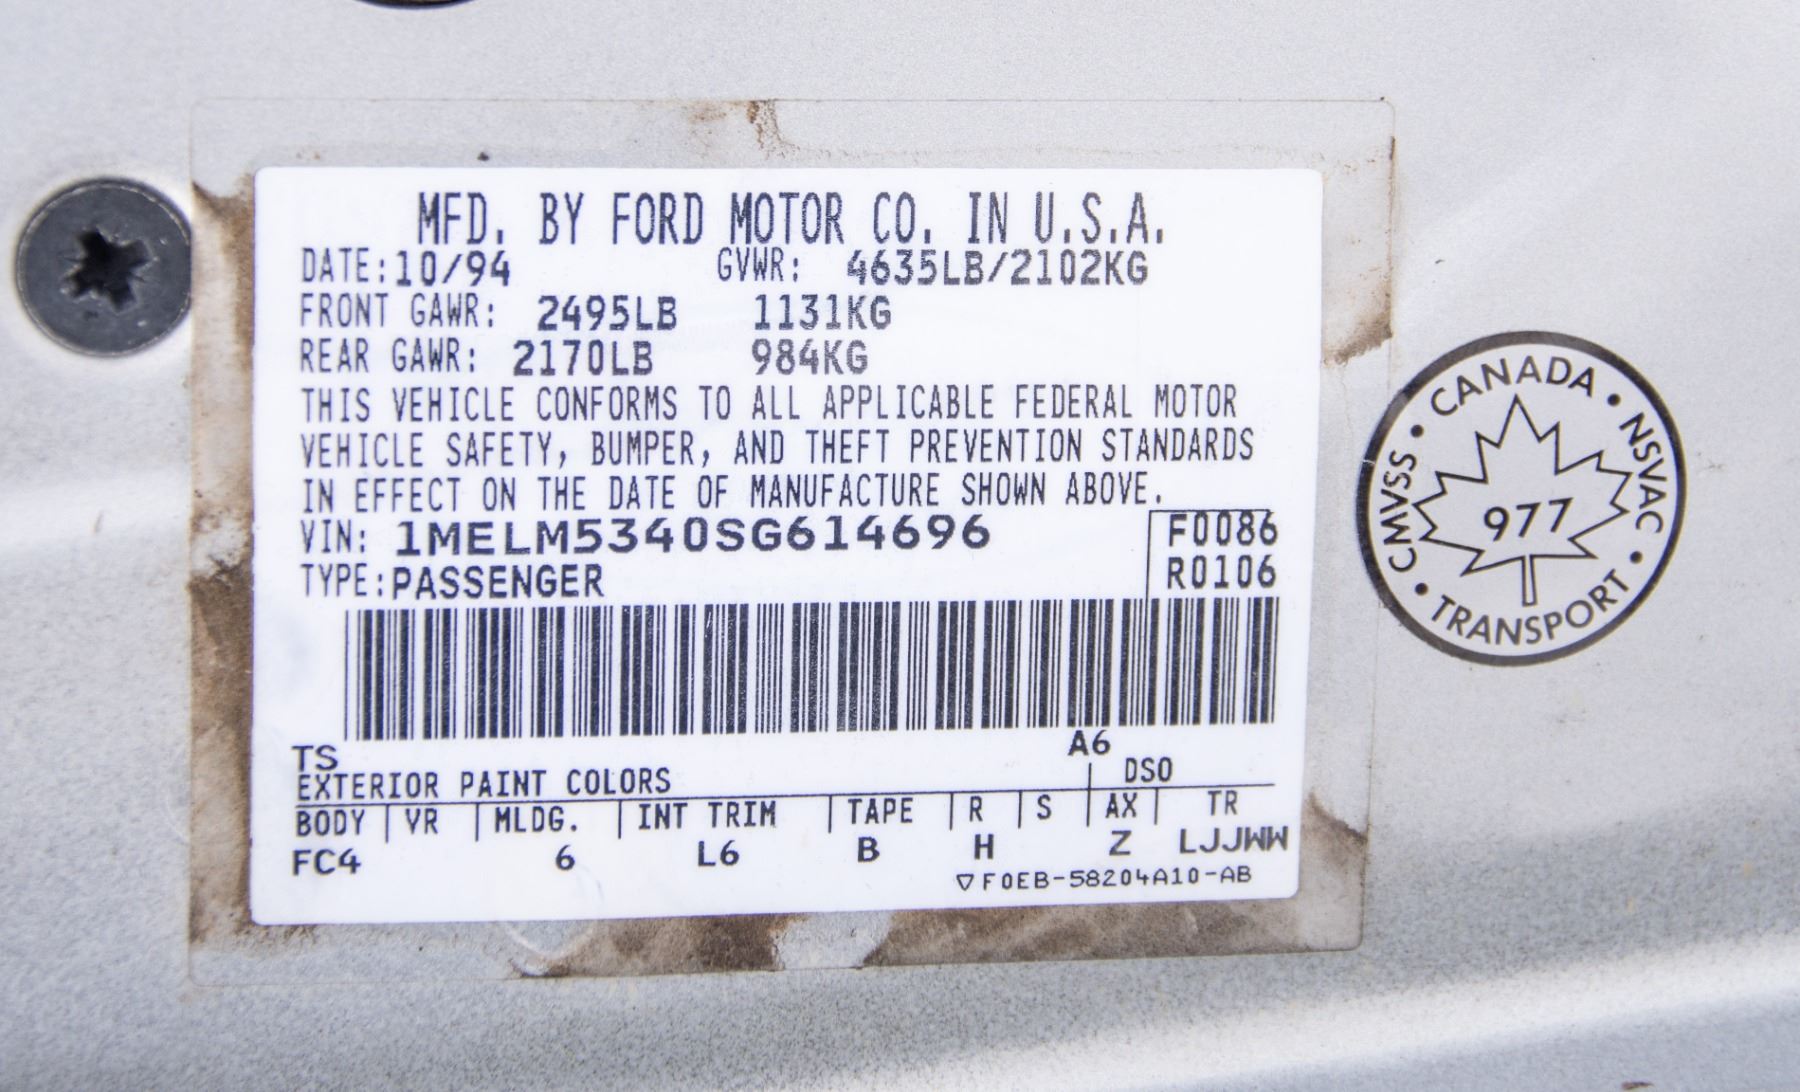 MFD. BY FORD MOTOR CO. IN U.S.A.
DATE: 10/94 GVWR: 4635LB/2102KG
FRONT GAWR: 2495LB 1131KG
REAR GAWR: 2170LB 984KG
THIS VEHICLE CONFORMS TO ALL APPLICABLE FEDERAL MOTOR
VEHICLE SAFETY, BUMPER, AND THEFT PREVENTION STANDARDS
IN EFFECT ON THE DATE OF MANUFACTURE SHOWN ABOVE.
VIN: 1MELM5340SG614696 F0086
TYPE: PASSENGER R0106
TS A6
EXTERIOR PAINT COLORS DSO
BODY VR MLDG. INT TRIM TAPE R S AX TR
FC4 6 L6 B H Z LJJWW
▽F0EB-58204A10-AB
CMVSS • CANADA • NSVAC • TRANSPORT •
977